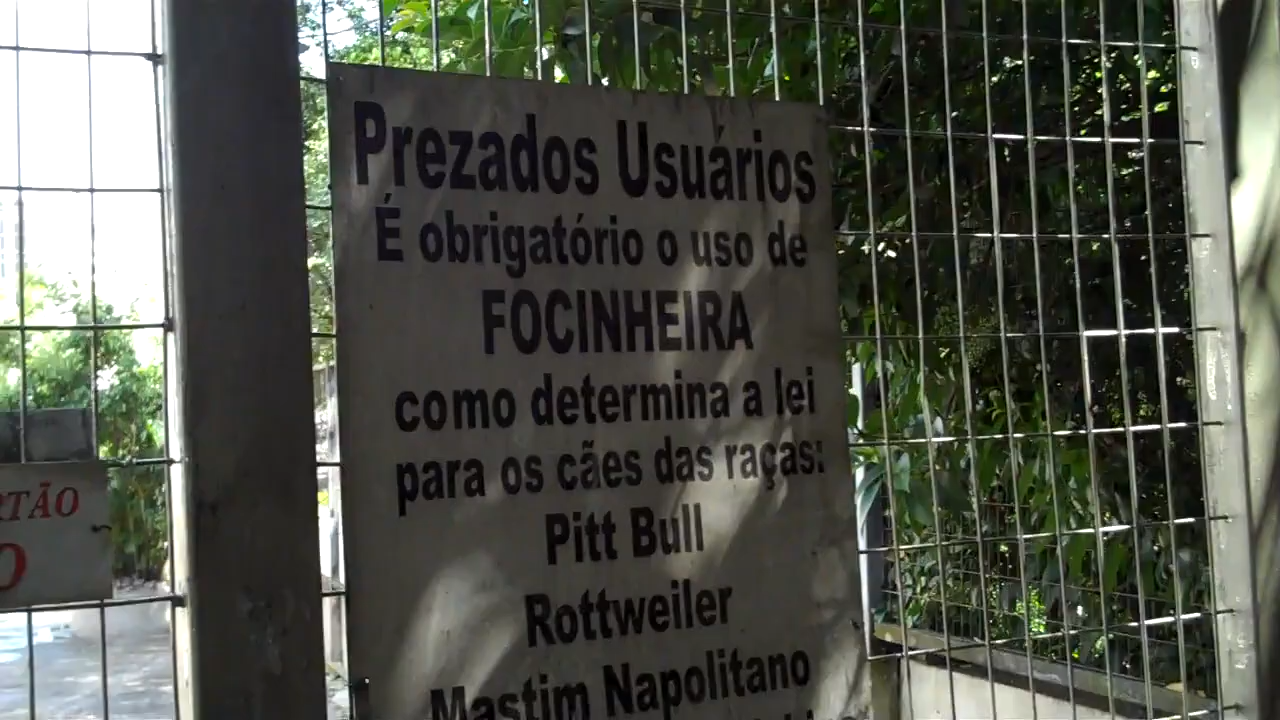 Prezados Usuários
É obrigatório o uso de
FOCINHEIRA
como determina a lei
para os cães das raças:
Pitt Bull
Rottweiler
Mastim Napolitano